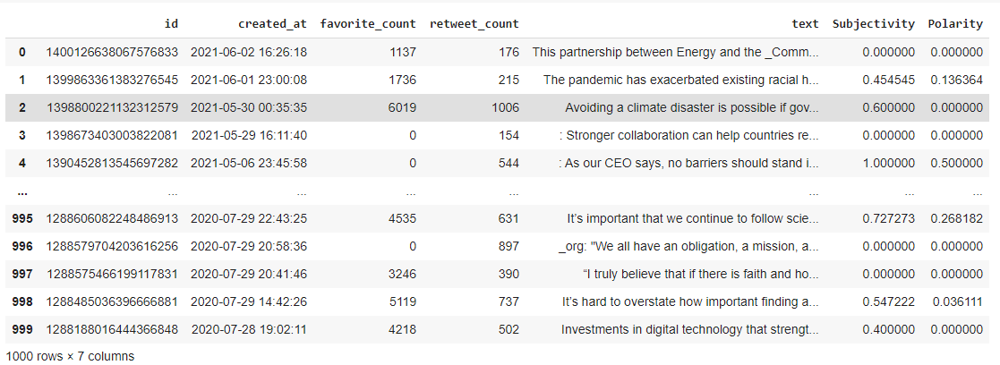 id created_at favorite_count retweet_count text Subjectivity Polarity
0 1400126638067576833 2021-06-02 16:26:18 1137 176 This partnership between Energy and the _Comm... 0.000000 0.000000
1 1399863361383276545 2021-06-01 23:00:08 1736 215 The pandemic has exacerbated existing racial h... 0.454545 0.136364
2 1398800221132312579 2021-05-30 00:35:35 6019 1006 Avoiding a climate disaster is possible if gov... 0.600000 0.000000
3 1398673403003822081 2021-05-29 16:11:40 0 154 : Stronger collaboration can help countries re... 0.000000 0.000000
4 1390452813545697282 2021-05-06 23:45:58 0 544 : As our CEO says, no barriers should stand i... 1.000000 0.500000
... ... ... ... ... ... ... ...
995 1288606082248486913 2020-07-29 22:43:25 4535 631 It’s important that we continue to follow scie... 0.727273 0.268182
996 1288579704203616256 2020-07-29 20:58:36 0 897 _org: "We all have an obligation, a mission, a... 0.000000 0.000000
997 1288575466199117831 2020-07-29 20:41:46 3246 390 “I truly believe that if there is faith and ho... 0.000000 0.000000
998 1288485036396666881 2020-07-29 14:42:26 5119 737 It’s hard to overstate how important finding a... 0.547222 0.036111
999 1288188016444366848 2020-07-28 19:02:11 4218 502 Investments in digital technology that strengt... 0.400000 0.000000
1000 rows × 7 columns